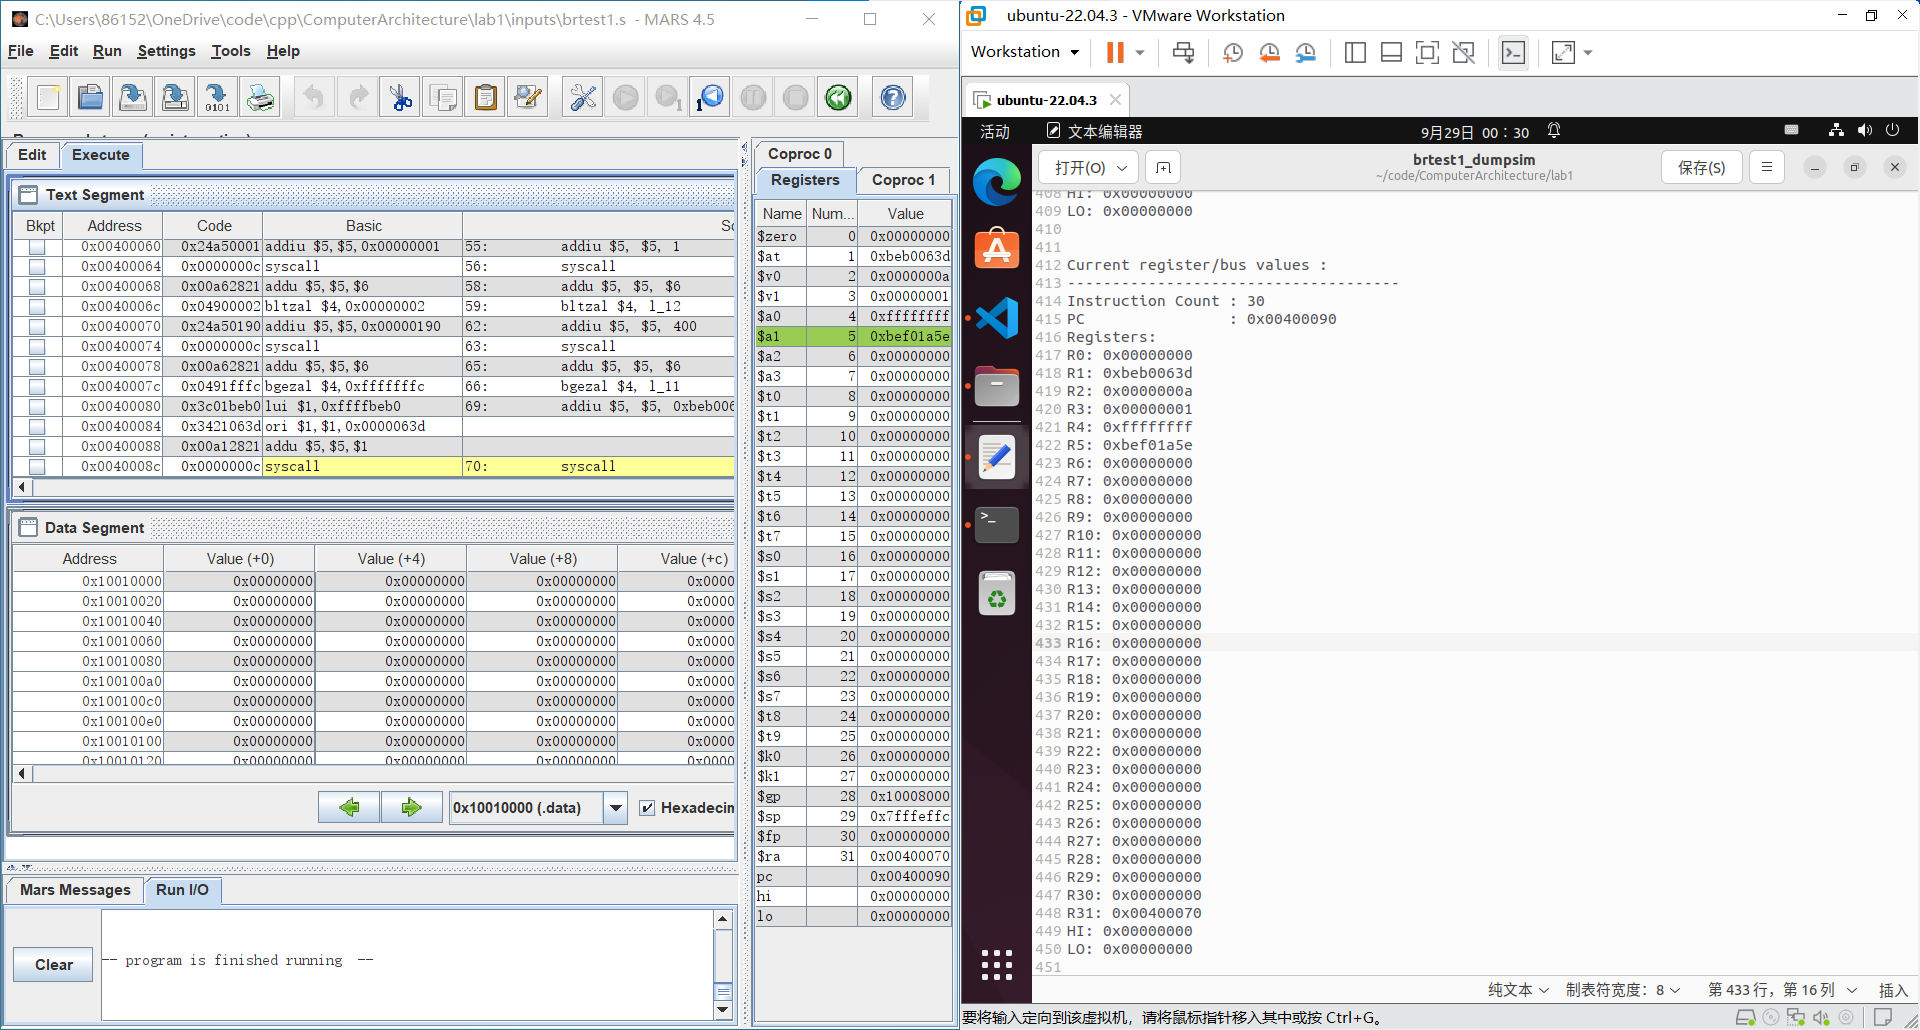 C:\Users\86152\OneDrive\code\cpp\ComputerArchitecture\lab1\inputs\brtest1.s - MARS 4.5
File Edit Run Settings Tools Help
Edit Execute
Text Segment
Bkpt Address Code Basic
0x00400060 0x24a50001 addiu $5,$5,0x00000001 55: addiu $5, $5, 1
0x00400064 0x0000000c syscall 56: syscall
0x00400068 0x00a62821 addu $5,$5,$6 58: addu $5, $5, $6
0x0040006c 0x04900002 bltzal $4,0x00000002 59: bltzal $4, l_12
0x00400070 0x24a50190 addiu $5,$5,0x00000190 62: addiu $5, $5, 400
0x00400074 0x0000000c syscall 63: syscall
0x00400078 0x00a62821 addu $5,$5,$6 65: addu $5, $5, $6
0x0040007c 0x0491fffc bgezal $4,0xfffffffc 66: bgezal $4, l_11
0x00400080 0x3c01beb0 lui $1,0xffffbeb0 69: addiu $5, $5, 0xbeb006
0x00400084 0x3421063d ori $1,$1,0x0000063d
0x00400088 0x00a12821 addu $5,$5,$1
0x0040008c 0x0000000c syscall 70: syscall
Data Segment
Address Value (+0) Value (+4) Value (+8) Value (+c)
0x10010000 0x00000000 0x00000000 0x00000000 0x0000
0x10010020 0x00000000 0x00000000 0x00000000 0x0000
0x10010040 0x00000000 0x00000000 0x00000000 0x0000
0x10010060 0x00000000 0x00000000 0x00000000 0x0000
0x10010080 0x00000000 0x00000000 0x00000000 0x0000
0x100100a0 0x00000000 0x00000000 0x00000000 0x0000
0x100100c0 0x00000000 0x00000000 0x00000000 0x0000
0x100100e0 0x00000000 0x00000000 0x00000000 0x0000
0x10010100 0x00000000 0x00000000 0x00000000 0x0000
0x10010120 0x00000000 0x00000000 0x00000000 0x0000
0x10010000 (.data) Hexadecim
Mars Messages Run I/O
Clear
-- program is finished running --
Coproc 0
Registers Coproc 1
Name Num... Value
$zero 0 0x00000000
$at 1 0xbeb0063d
$v0 2 0x0000000a
$v1 3 0x00000001
$a0 4 0xffffffff
$a1 5 0xbef01a5e
$a2 6 0x00000000
$a3 7 0x00000000
$t0 8 0x00000000
$t1 9 0x00000000
$t2 10 0x00000000
$t3 11 0x00000000
$t4 12 0x00000000
$t5 13 0x00000000
$t6 14 0x00000000
$t7 15 0x00000000
$s0 16 0x00000000
$s1 17 0x00000000
$s2 18 0x00000000
$s3 19 0x00000000
$s4 20 0x00000000
$s5 21 0x00000000
$s6 22 0x00000000
$s7 23 0x00000000
$t8 24 0x00000000
$t9 25 0x00000000
$k0 26 0x00000000
$k1 27 0x00000000
$gp 28 0x10008000
$sp 29 0x7fffeffc
$fp 30 0x00000000
$ra 31 0x00400070
pc 0x00400090
hi 0x00000000
lo 0x00000000
ubuntu-22.04.3 - VMware Workstation
Workstation
ubuntu-22.04.3
活动 文本编辑器 9月29日 00：30
打开(O) brtest1_dumpsim 保存(S)
~/code/ComputerArchitecture/lab1
408 HI: 0x00000000
409 LO: 0x00000000
410
411
412 Current register/bus values :
413 -------------------------------------
414 Instruction Count : 30
415 PC : 0x00400090
416 Registers:
417 R0: 0x00000000
418 R1: 0xbeb0063d
419 R2: 0x0000000a
420 R3: 0x00000001
421 R4: 0xffffffff
422 R5: 0xbef01a5e
423 R6: 0x00000000
424 R7: 0x00000000
425 R8: 0x00000000
426 R9: 0x00000000
427 R10: 0x00000000
428 R11: 0x00000000
429 R12: 0x00000000
430 R13: 0x00000000
431 R14: 0x00000000
432 R15: 0x00000000
433 R16: 0x00000000
434 R17: 0x00000000
435 R18: 0x00000000
436 R19: 0x00000000
437 R20: 0x00000000
438 R21: 0x00000000
439 R22: 0x00000000
440 R23: 0x00000000
441 R24: 0x00000000
442 R25: 0x00000000
443 R26: 0x00000000
444 R27: 0x00000000
445 R28: 0x00000000
446 R29: 0x00000000
447 R30: 0x00000000
448 R31: 0x00400070
449 HI: 0x00000000
450 LO: 0x00000000
451
纯文本 制表符宽度：8 第 433 行，第 16 列 插入
要将输入定向到该虚拟机，请将鼠标指针移入其中或按 Ctrl+G。